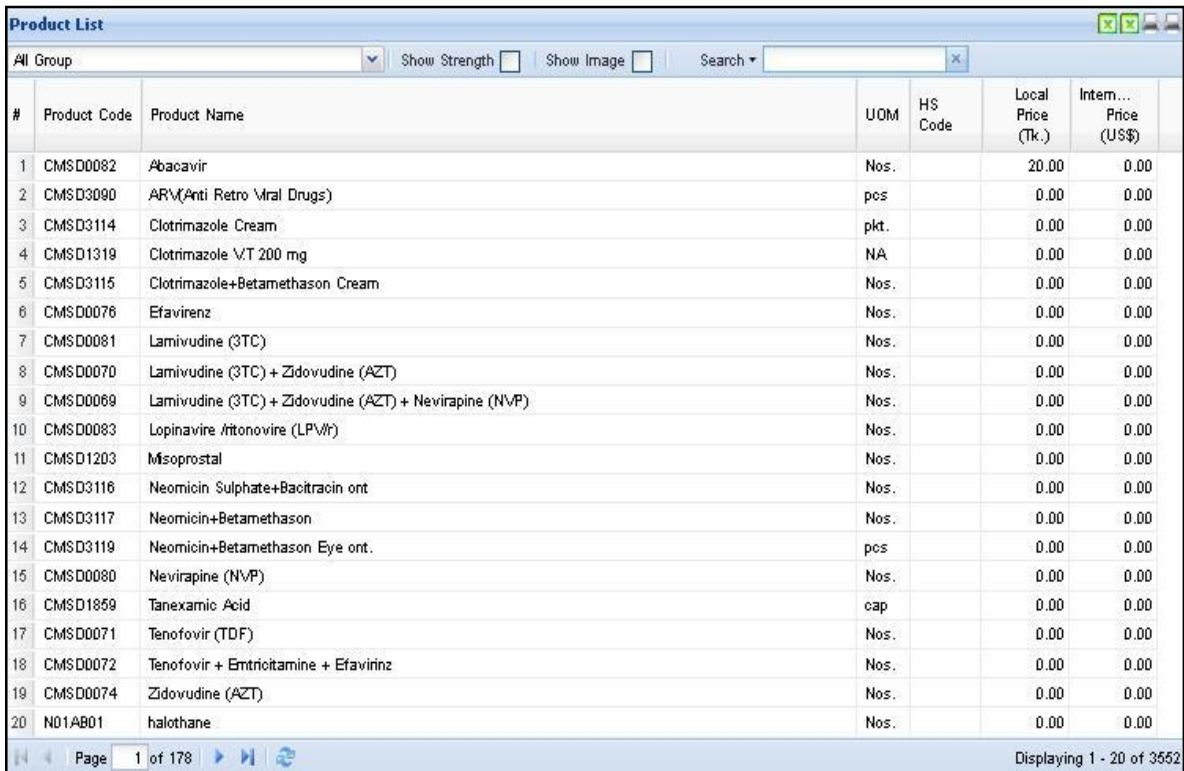 Product List
All Group Show Strength Show Image Search
# Product Code Product Name UOM HS Code Local Price (Tk.) Intern... Price (US$)
1 CMSD0082 Abacavir Nos. 20.00 0.00
2 CMSD3090 ARV(Anti Retro Viral Drugs) pcs 0.00 0.00
3 CMSD3114 Clotrimazole Cream pkt. 0.00 0.00
4 CMSD1319 Clotrimazole V.T 200 mg NA 0.00 0.00
5 CMSD3115 Clotrimazole+Betamethason Cream Nos. 0.00 0.00
6 CMSD0076 Efavirenz Nos. 0.00 0.00
7 CMSD0081 Lamivudine (3TC) Nos. 0.00 0.00
8 CMSD0070 Lamivudine (3TC) + Zidovudine (AZT) Nos. 0.00 0.00
9 CMSD0069 Lamivudine (3TC) + Zidovudine (AZT) + Nevirapine (NVP) Nos. 0.00 0.00
10 CMSD0083 Lopinavire /ritonovire (LPV/r) Nos. 0.00 0.00
11 CMSD1203 Misoprostal Nos. 0.00 0.00
12 CMSD3116 Neomicin Sulphate+Bacitracin ont Nos. 0.00 0.00
13 CMSD3117 Neomicin+Betamethason Nos. 0.00 0.00
14 CMSD3119 Neomicin+Betamethason Eye ont. pcs 0.00 0.00
15 CMSD0080 Nevirapine (NVP) Nos. 0.00 0.00
16 CMSD1859 Tanexamic Acid cap 0.00 0.00
17 CMSD0071 Tenofovir (TDF) Nos. 0.00 0.00
18 CMSD0072 Tenofovir + Emtricitamine + Efavirinz Nos. 0.00 0.00
19 CMSD0074 Zidovudine (AZT) Nos. 0.00 0.00
20 N01AB01 halothane Nos. 0.00 0.00
Page 1 of 178 Displaying 1 - 20 of 3552